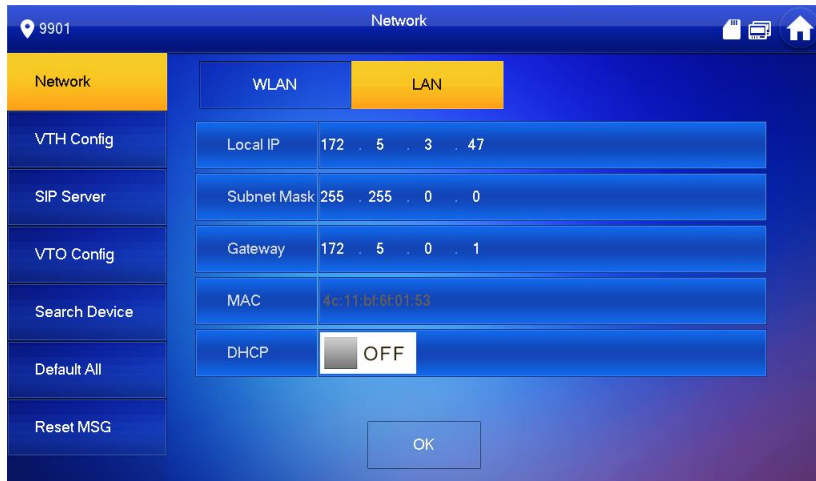 9901
Network
Network
VTH Config
SIP Server
VTO Config
Search Device
Default All
Reset MSG
WLAN LAN
Local IP 172 . 5 . 3 . 47
Subnet Mask 255 . 255 . 0 . 0
Gateway 172 . 5 . 0 . 1
MAC 4c:11:bf:6f:01:53
DHCP OFF
OK